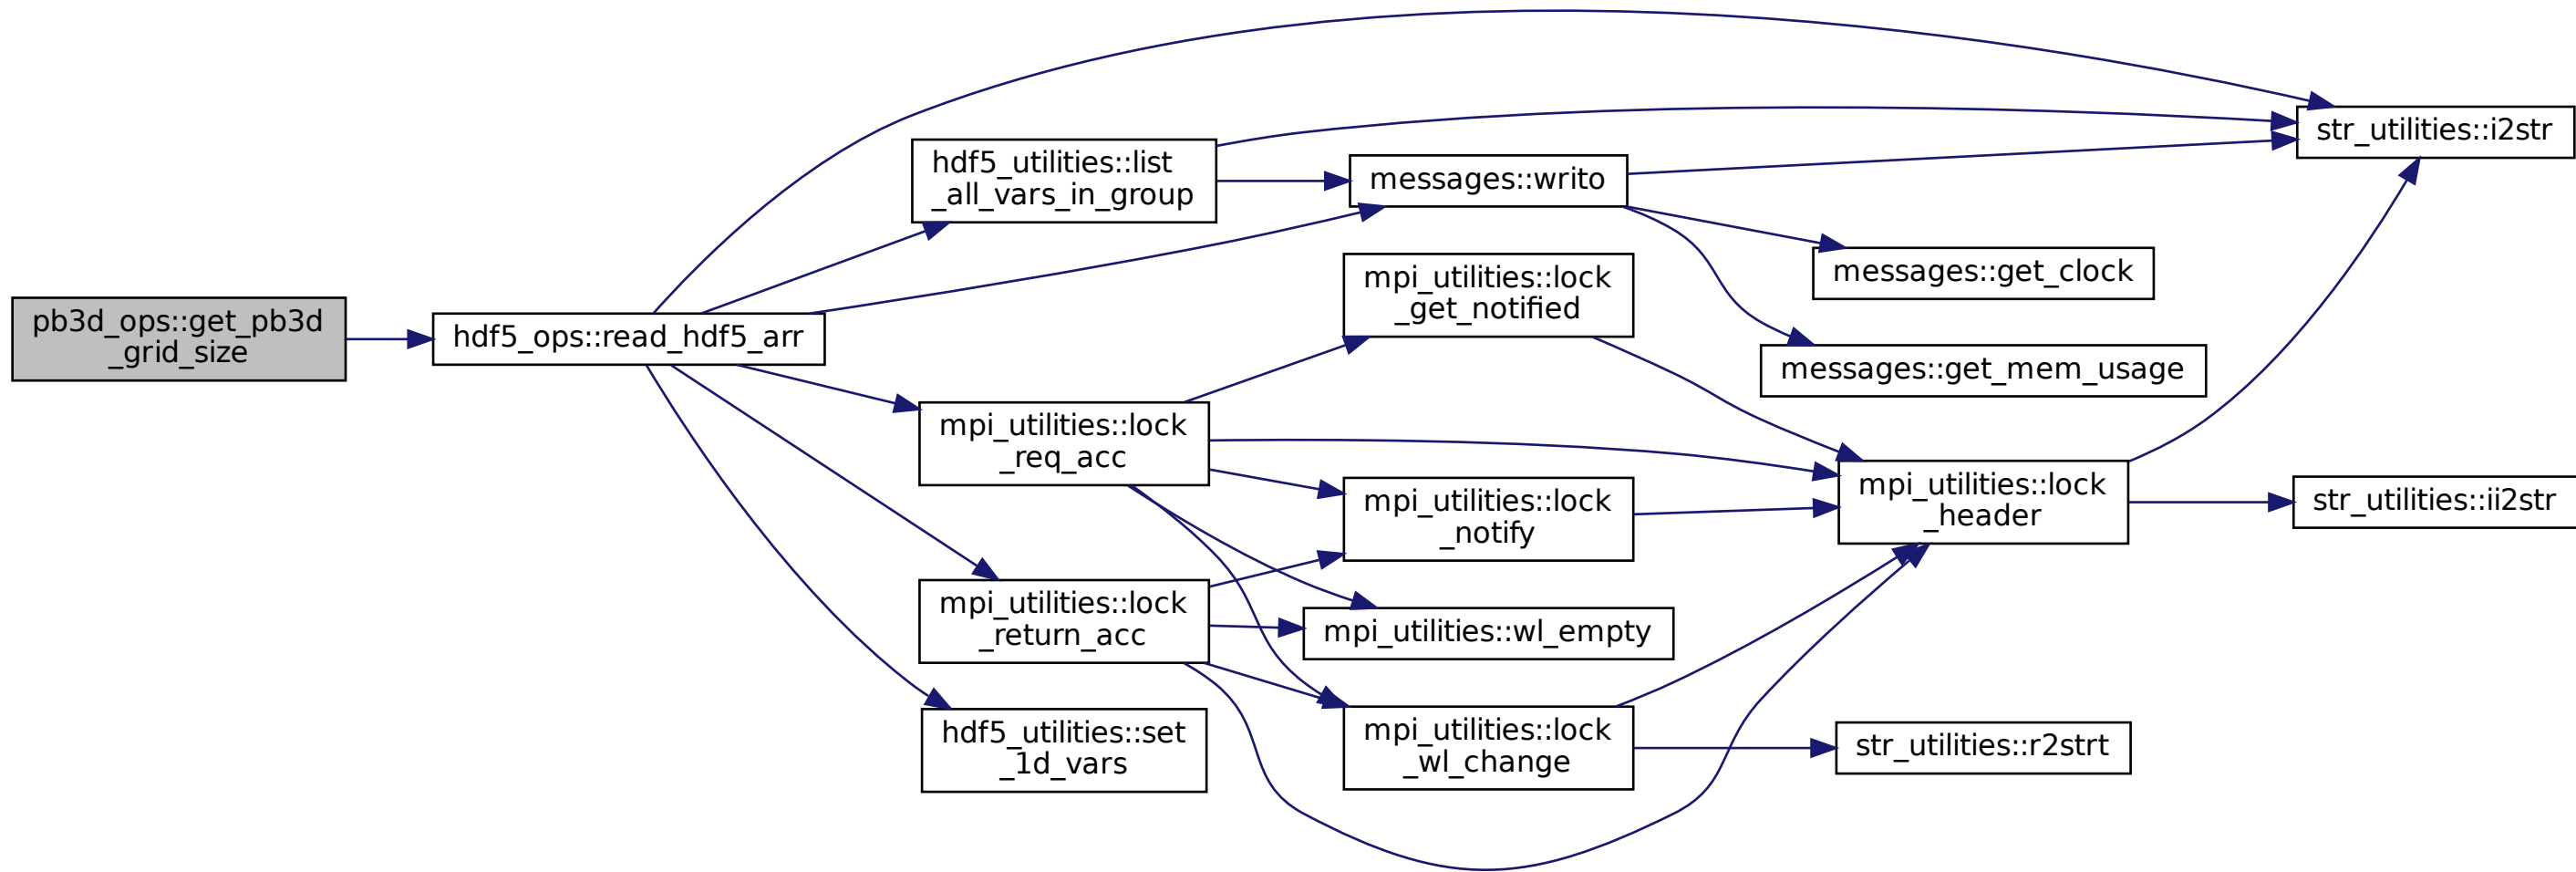 pb3d_ops::get_pb3d
_grid_size
hdf5_ops::read_hdf5_arr
hdf5_utilities::list
_all_vars_in_group
mpi_utilities::lock
_req_acc
mpi_utilities::lock
_return_acc
hdf5_utilities::set
_1d_vars
messages::writo
mpi_utilities::lock
_get_notified
mpi_utilities::lock
_notify
mpi_utilities::wl_empty
mpi_utilities::lock
_wl_change
messages::get_clock
messages::get_mem_usage
mpi_utilities::lock
_header
str_utilities::r2strt
str_utilities::i2str
str_utilities::ii2str